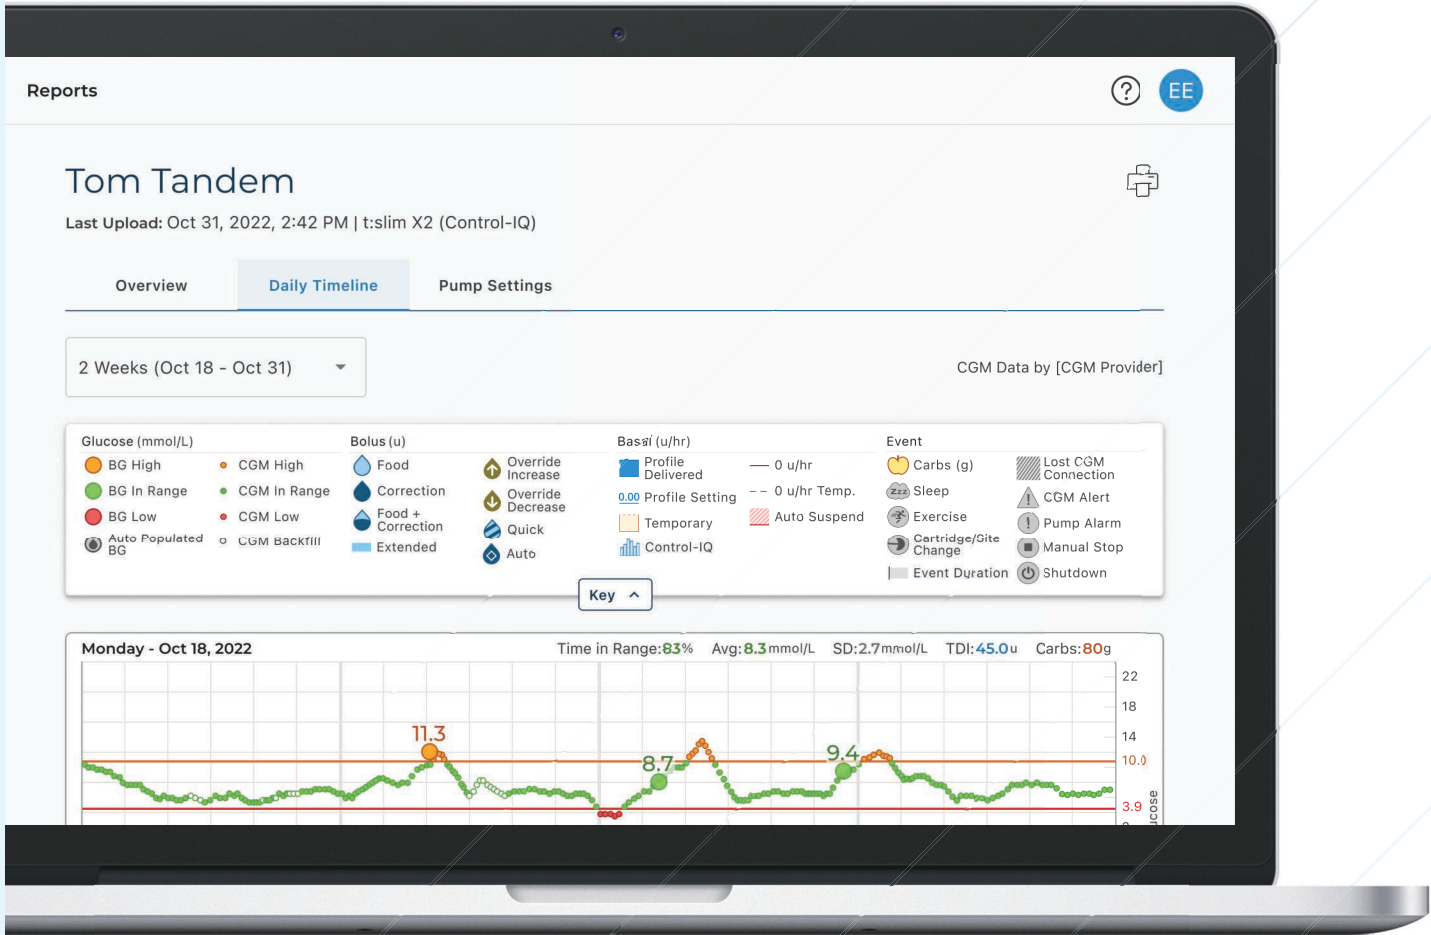 Reports
EE
Tom Tandem
Last Upload: Oct 31, 2022, 2:42 PM | t:slim X2 (Control-IQ)
Overview
Daily Timeline
Pump Settings
2 Weeks (Oct 18 - Oct 31)
CGM Data by [CGM Provider]
Glucose (mmol/L)
BG High
CGM High
BG In Range
CGM In Range
BG Low
CGM Low
Auto Populated
BG
CGM Backfill
Bolus (u)
Food
Override
Increase
Correction
Override
Decrease
Food +
Correction
Quick
Extended
Auto
Basal (u/hr)
Profile
Delivered
0 u/hr
0.00 Profile Setting
0 u/hr Temp.
Temporary
Auto Suspend
Control-IQ
Event
Carbs (g)
Lost CGM
Connection
zzz Sleep
CGM Alert
Exercise
Pump Alarm
Cartridge/Site
Change
Manual Stop
Event Duration
Shutdown
Key
Monday - Oct 18, 2022
Time in Range:83%
Avg:8.3 mmol/L
SD:2.7mmol/L
TDI:45.0u
Carbs:80g
22
18
14
10.0
3.9
11.3
8.7
9.4